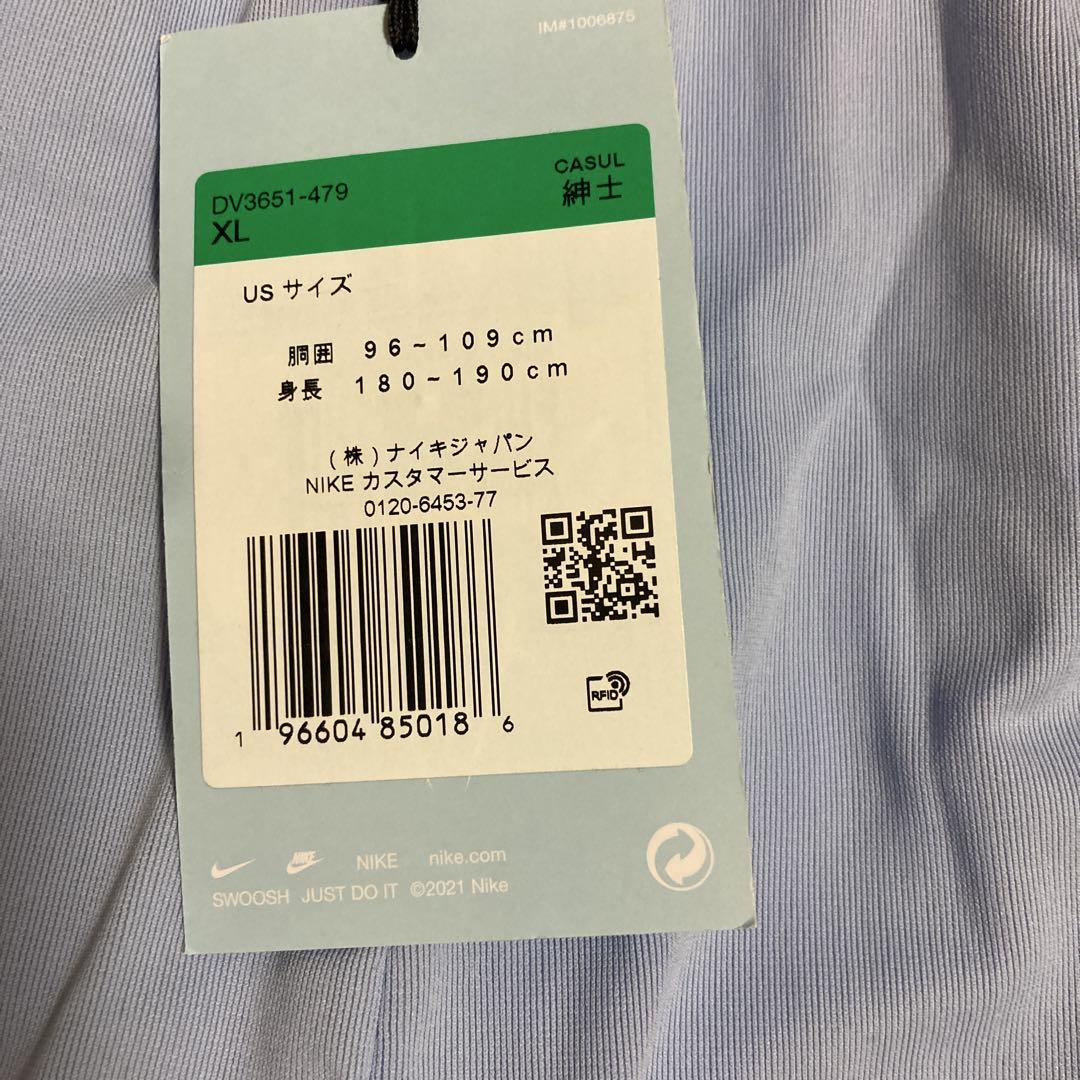 IM#1006875
DV3651-479
XL
CASUL
紳士
US サイズ
胴囲 96~109cm
身長 180~190cm
(株)ナイキジャパン
NIKE カスタマーサービス
0120-6453-77
1 96604 85018 6
RFID
NIKE
NIKE nike.com
SWOOSH JUST DO IT ©2021 Nike